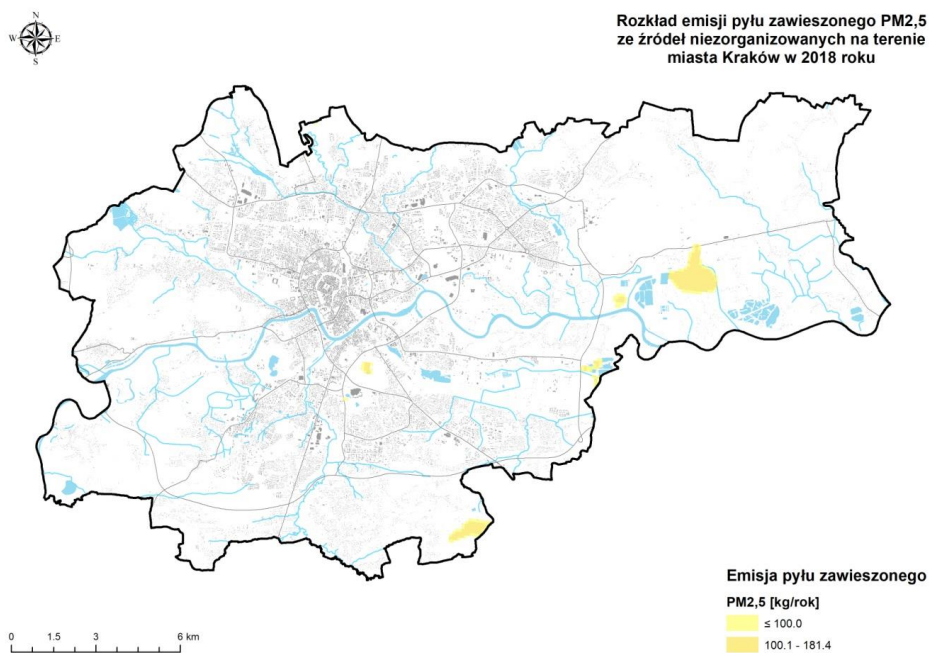 N
W E
S
Rozkład emisji pyłu zawieszonego PM2,5
ze źródeł niezorganizowanych na terenie
miasta Kraków w 2018 roku
Emisja pyłu zawieszonego
PM2,5 [kg/rok]
≤ 100.0
100.1 - 181.4
0 1.5 3 6 km